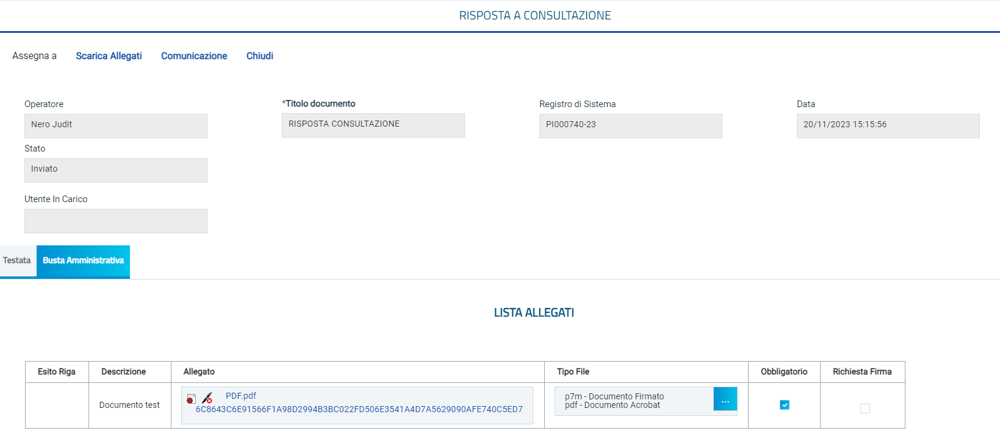 RISPOSTA A CONSULTAZIONE
Assegna a Scarica Allegati Comunicazione Chiudi
Operatore *Titolo documento Registro di Sistema Data
Nero Judit RISPOSTA CONSULTAZIONE PI000740-23 20/11/2023 15:15:56
Stato
Inviato
Utente In Carico
Testata Busta Amministrativa
LISTA ALLEGATI
Esito Riga Descrizione Allegato Tipo File Obbligatorio Richiesta Firma
Documento test
PDF.pdf
6C8643C6E91566F1A98D2994B3BC022FD506E3541A4D7A5629090AFE740C5ED7
p7m - Documento Firmato
pdf - Documento Acrobat
...